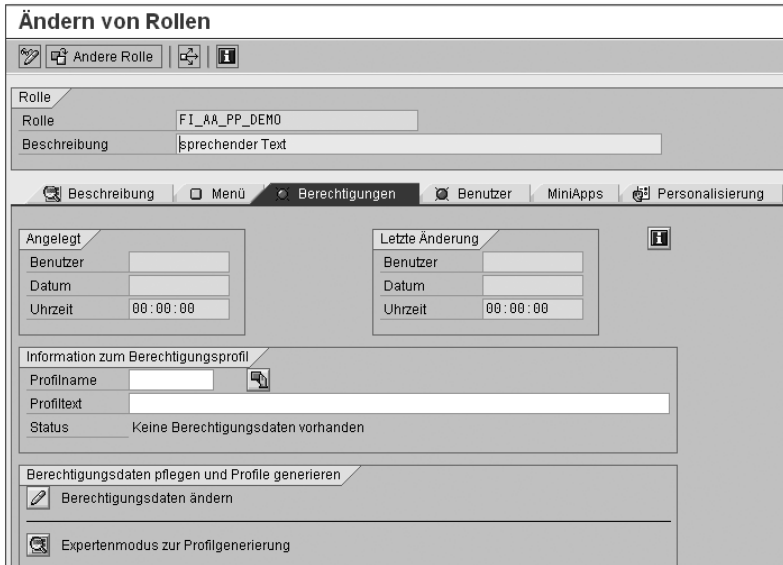 Ändern von Rollen
Andere Rolle
Rolle
Rolle FI_AA_PP_DEMO
Beschreibung sprechender Text
Beschreibung Menü Berechtigungen Benutzer MiniApps Personalisierung
Angelegt Letzte Änderung
Benutzer Benutzer
Datum Datum
Uhrzeit 00:00:00 Uhrzeit 00:00:00
Information zum Berechtigungsprofil
Profilname
Profiltext
Status Keine Berechtigungsdaten vorhanden
Berechtigungsdaten pflegen und Profile generieren
Berechtigungsdaten ändern
Expertenmodus zur Profilgenerierung